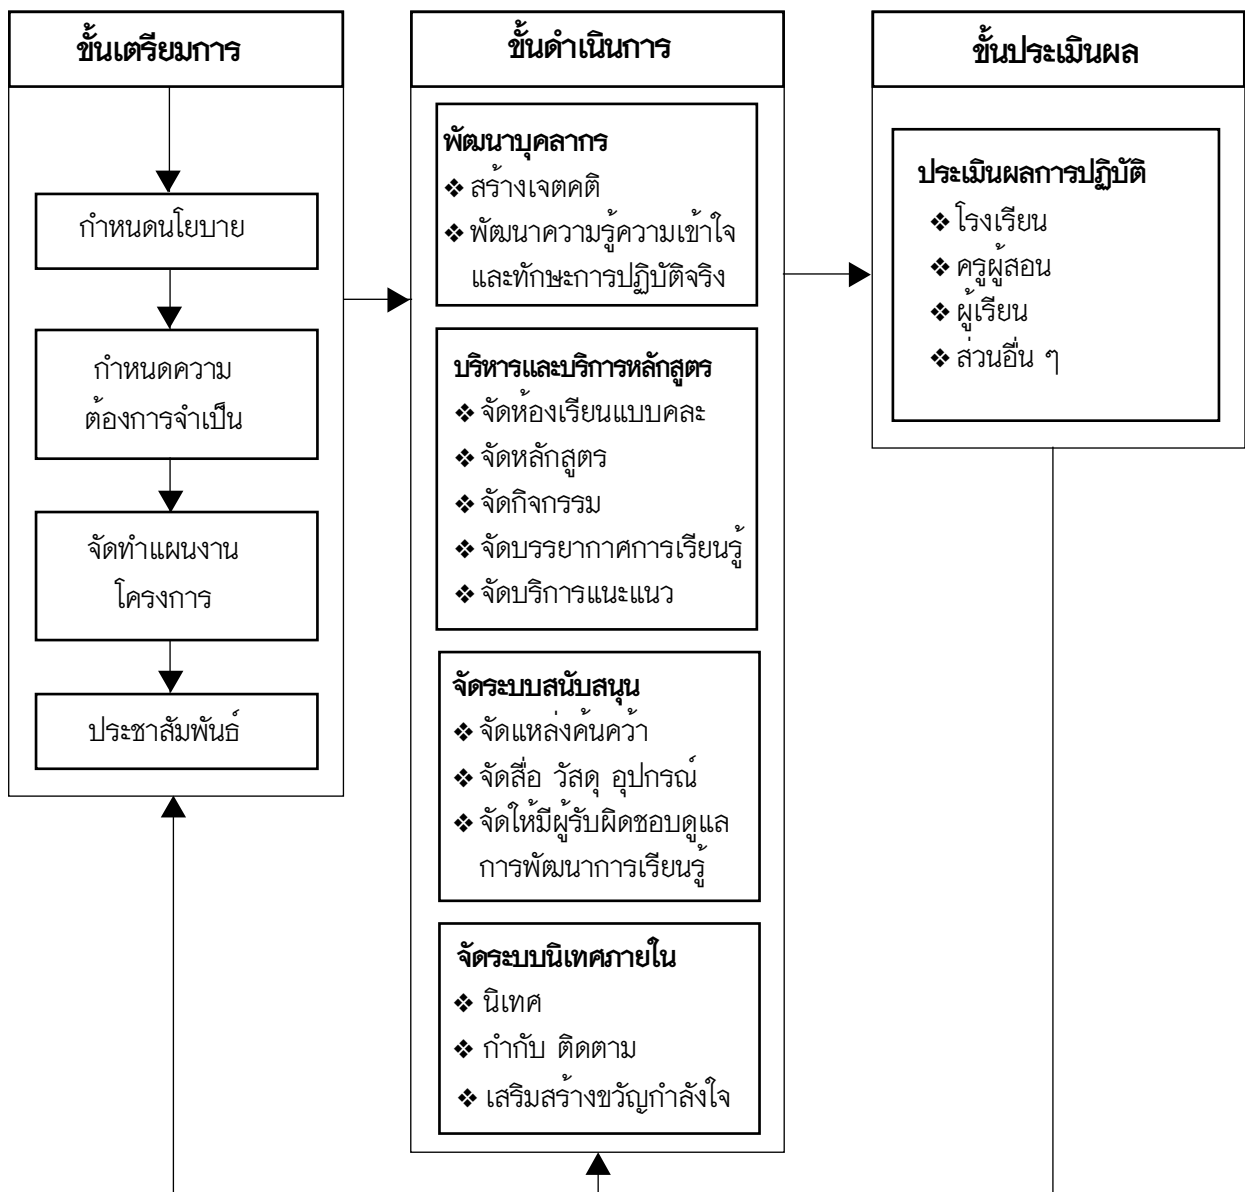 ขั้นเตรียมการ
กำหนดนโยบาย
กำหนดความ
ต้องการจำเป็น
จัดทำแผนงาน
โครงการ
ประชาสัมพันธ์
ขั้นดำเนินการ
พัฒนาบุคลากร
❖ สร้างเจตคติ
❖ พัฒนาความรู้ความเข้าใจ
และทักษะการปฏิบัติจริง
บริหารและบริการหลักสูตร
❖ จัดห้องเรียนแบบคละ
❖ จัดหลักสูตร
❖ จัดกิจกรรม
❖ จัดบรรยากาศการเรียนรู้
❖ จัดบริการแนะแนว
จัดระบบสนับสนุน
❖ จัดแหล่งค้นคว้า
❖ จัดสื่อ วัสดุ อุปกรณ์
❖ จัดให้มีผู้รับผิดชอบดูแล
การพัฒนาการเรียนรู้
จัดระบบนิเทศภายใน
❖ นิเทศ
❖ กำกับ ติดตาม
❖ เสริมสร้างขวัญกำลังใจ
ขั้นประเมินผล
ประเมินผลการปฏิบัติ
❖ โรงเรียน
❖ ครูผู้สอน
❖ ผู้เรียน
❖ ส่วนอื่น ๆ